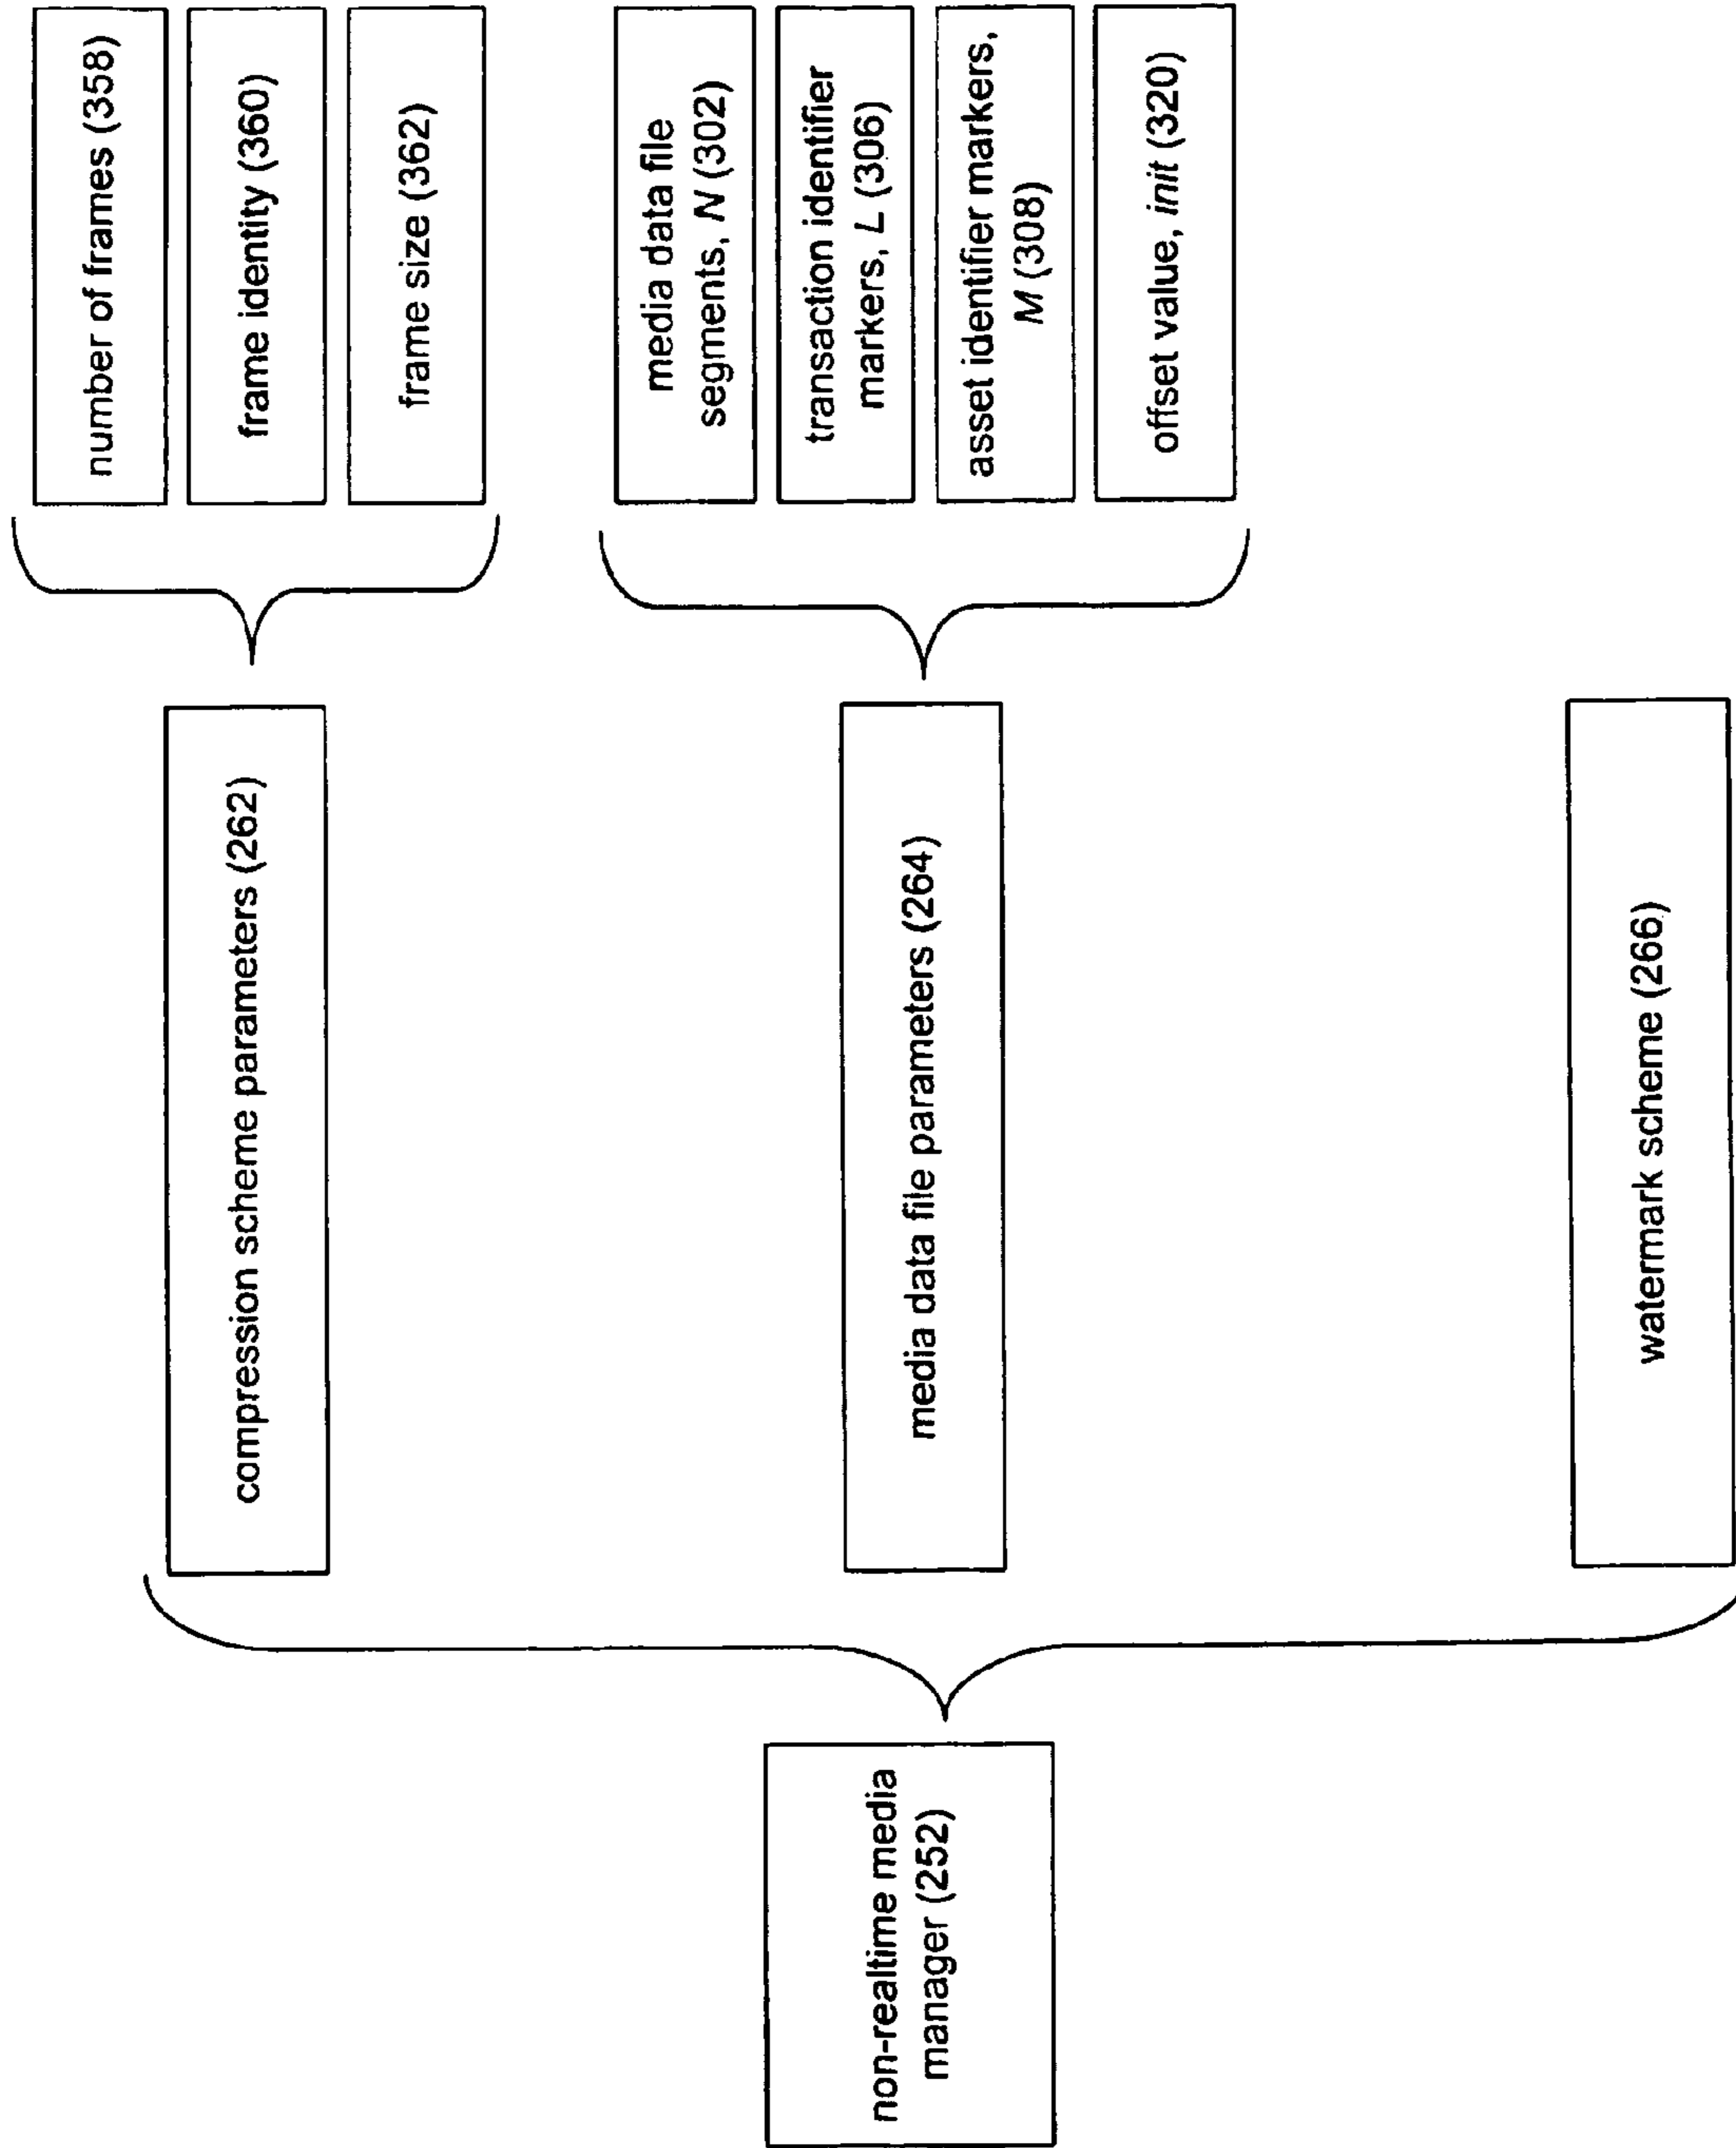 non-realtime media
manager (252)
compression scheme parameters (262)
number of frames (358)
frame identity (360)
frame size (362)
media data file parameters (264)
media data file
segments, N (302)
transaction identifier
markers, L (306)
asset identifier markers,
M (308)
offset value, init (320)
watermark scheme (266)